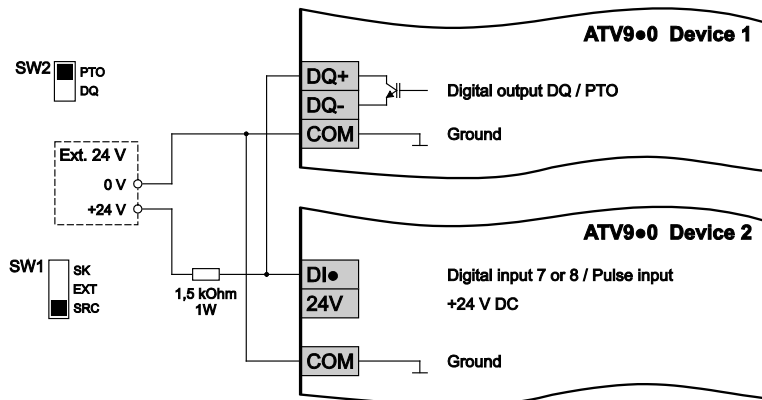 ATV9●0 Device 1
SW2
PTO
DQ
DQ+
DQ-
COM
Digital output DQ / PTO
Ground
Ext. 24 V
0 V
+24 V
ATV9●0 Device 2
SW1
SK
EXT
SRC
1,5 kOhm
1W
DI●
24V
COM
Digital input 7 or 8 / Pulse input
+24 V DC
Ground